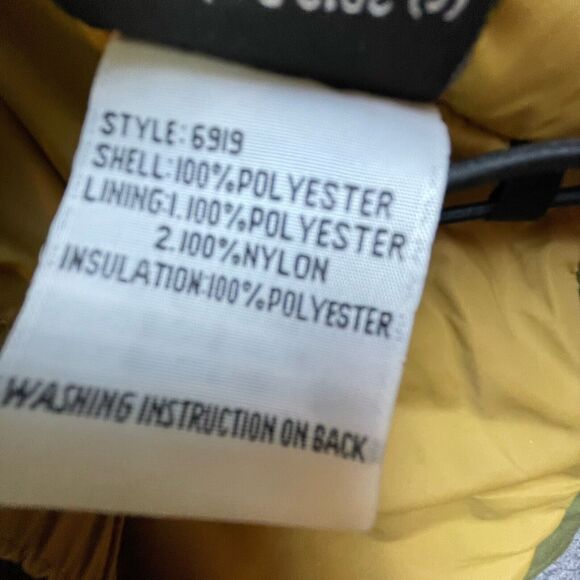 STYLE: 6919
SHELL:100%POLYESTER
LINING:1.100%POLYESTER
2.100%NYLON
INSULATION:100%POLYESTER
WASHING INSTRUCTION ON BACK